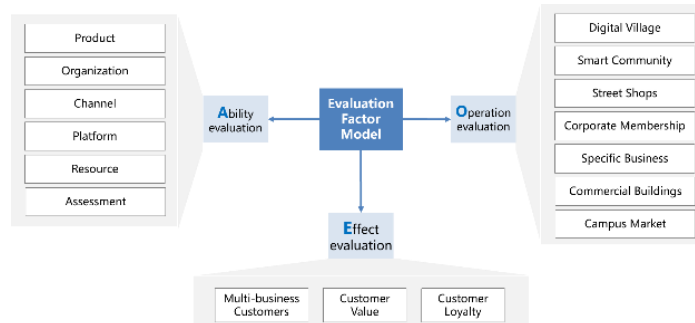 Product
Organization
Channel
Platform
Resource
Assessment
Ability
evaluation
Evaluation
Factor
Model
Operation
evaluation
Digital Village
Smart Community
Street Shops
Corporate Membership
Specific Business
Commercial Buildings
Campus Market
Effect
evaluation
Multi-business
Customers
Customer
Value
Customer
Loyalty